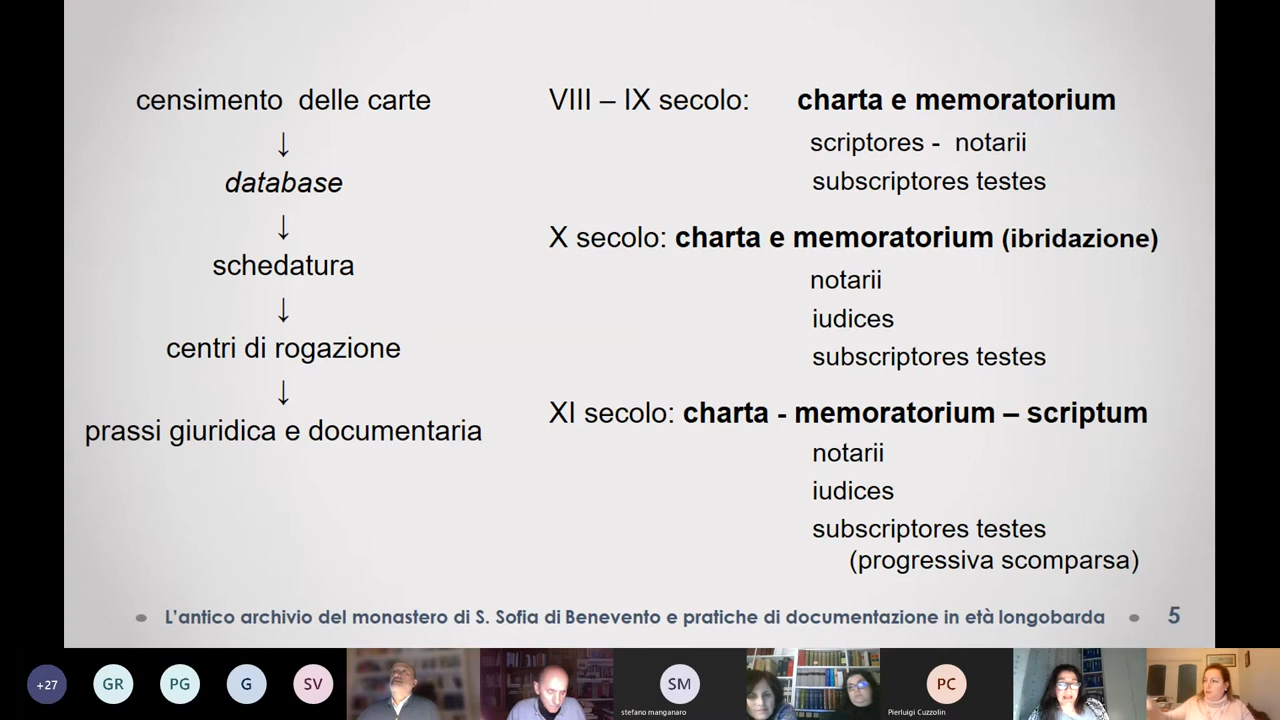 censimento delle carte
↓
database
↓
schedatura
↓
centri di rogazione
↓
prassi giuridica e documentaria
VIII – IX secolo: charta e memoratorium
scriptores - notarii
subscriptores testes
X secolo: charta e memoratorium (ibridazione)
notarii
iudices
subscriptores testes
XI secolo: charta - memoratorium – scriptum
notarii
iudices
subscriptores testes
(progressiva scomparsa)
• L'antico archivio del monastero di S. Sofia di Benevento e pratiche di documentazione in età longobarda • 5
+27 GR PG G SV SM PC
stefano manganaro Pierluigi Cuzzolin